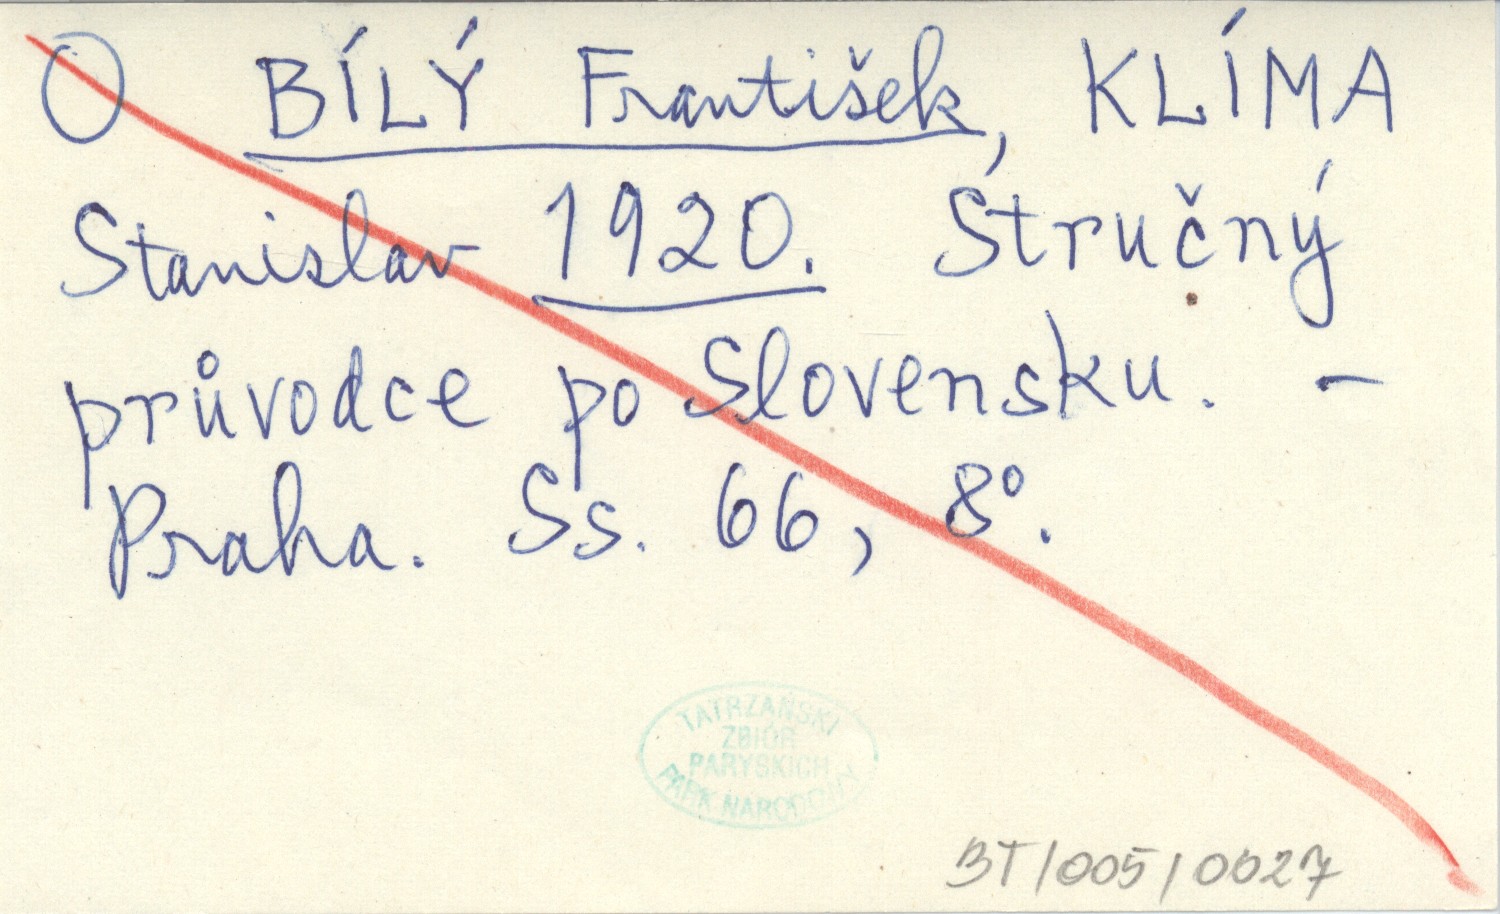 O BÍLÝ František, KLÍMA
Stanislav 1920. Stručný
průvodce po Slovensku. –
Praha. Ss. 66, 8°.
TATRZAŃSKI
ZBIÓR
PARYSKICH
PARK NARODOWY
BT/005/0027